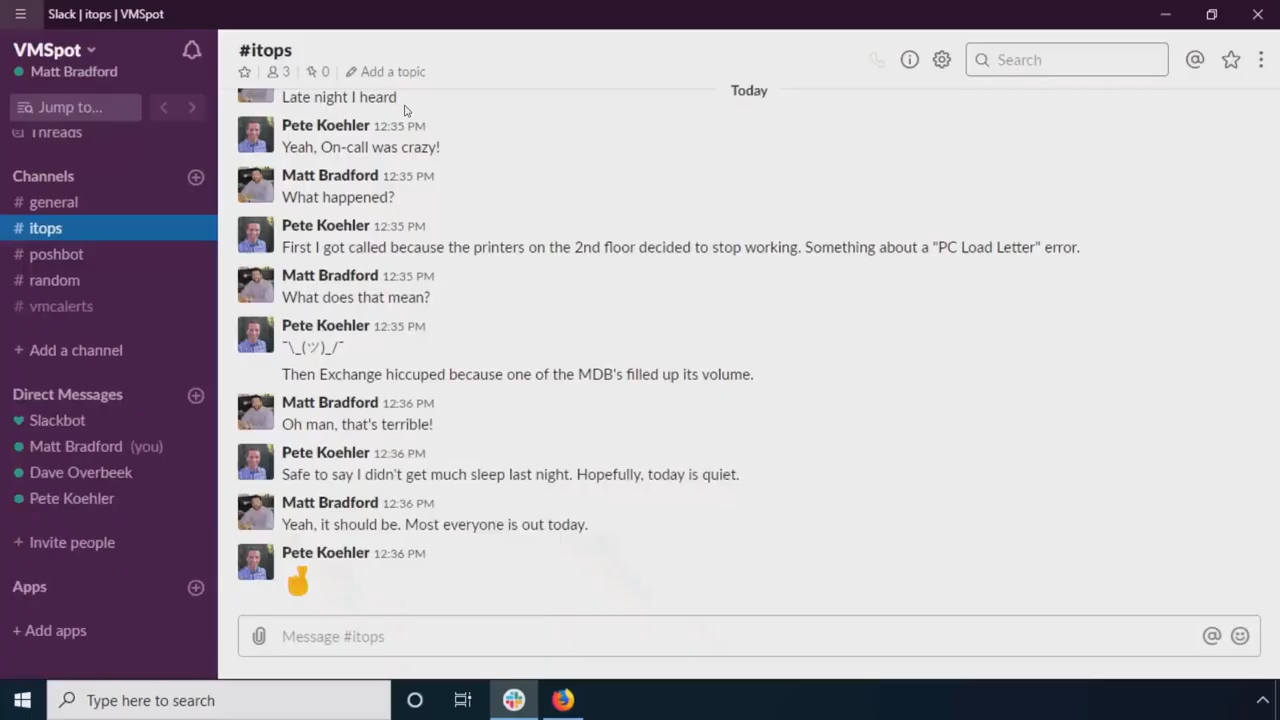 Slack | itops | VMSpot
VMSpot
Matt Bradford
Jump to...
Threads
Channels
# general
# itops
# poshbot
# random
# vmcalerts
+ Add a channel
Direct Messages
Slackbot
Matt Bradford (you)
Dave Overbeek
Pete Koehler
+ Invite people
Apps
+ Add apps
#itops
3
0
Add a topic
Search
Today
Late night I heard
Pete Koehler 12:35 PM
Yeah, On-call was crazy!
Matt Bradford 12:35 PM
What happened?
Pete Koehler 12:35 PM
First I got called because the printers on the 2nd floor decided to stop working. Something about a "PC Load Letter" error.
Matt Bradford 12:35 PM
What does that mean?
Pete Koehler 12:35 PM
¯\_(ツ)_/¯
Then Exchange hiccuped because one of the MDB's filled up its volume.
Matt Bradford 12:36 PM
Oh man, that's terrible!
Pete Koehler 12:36 PM
Safe to say I didn't get much sleep last night. Hopefully, today is quiet.
Matt Bradford 12:36 PM
Yeah, it should be. Most everyone is out today.
Pete Koehler 12:36 PM
Message #itops
Type here to search